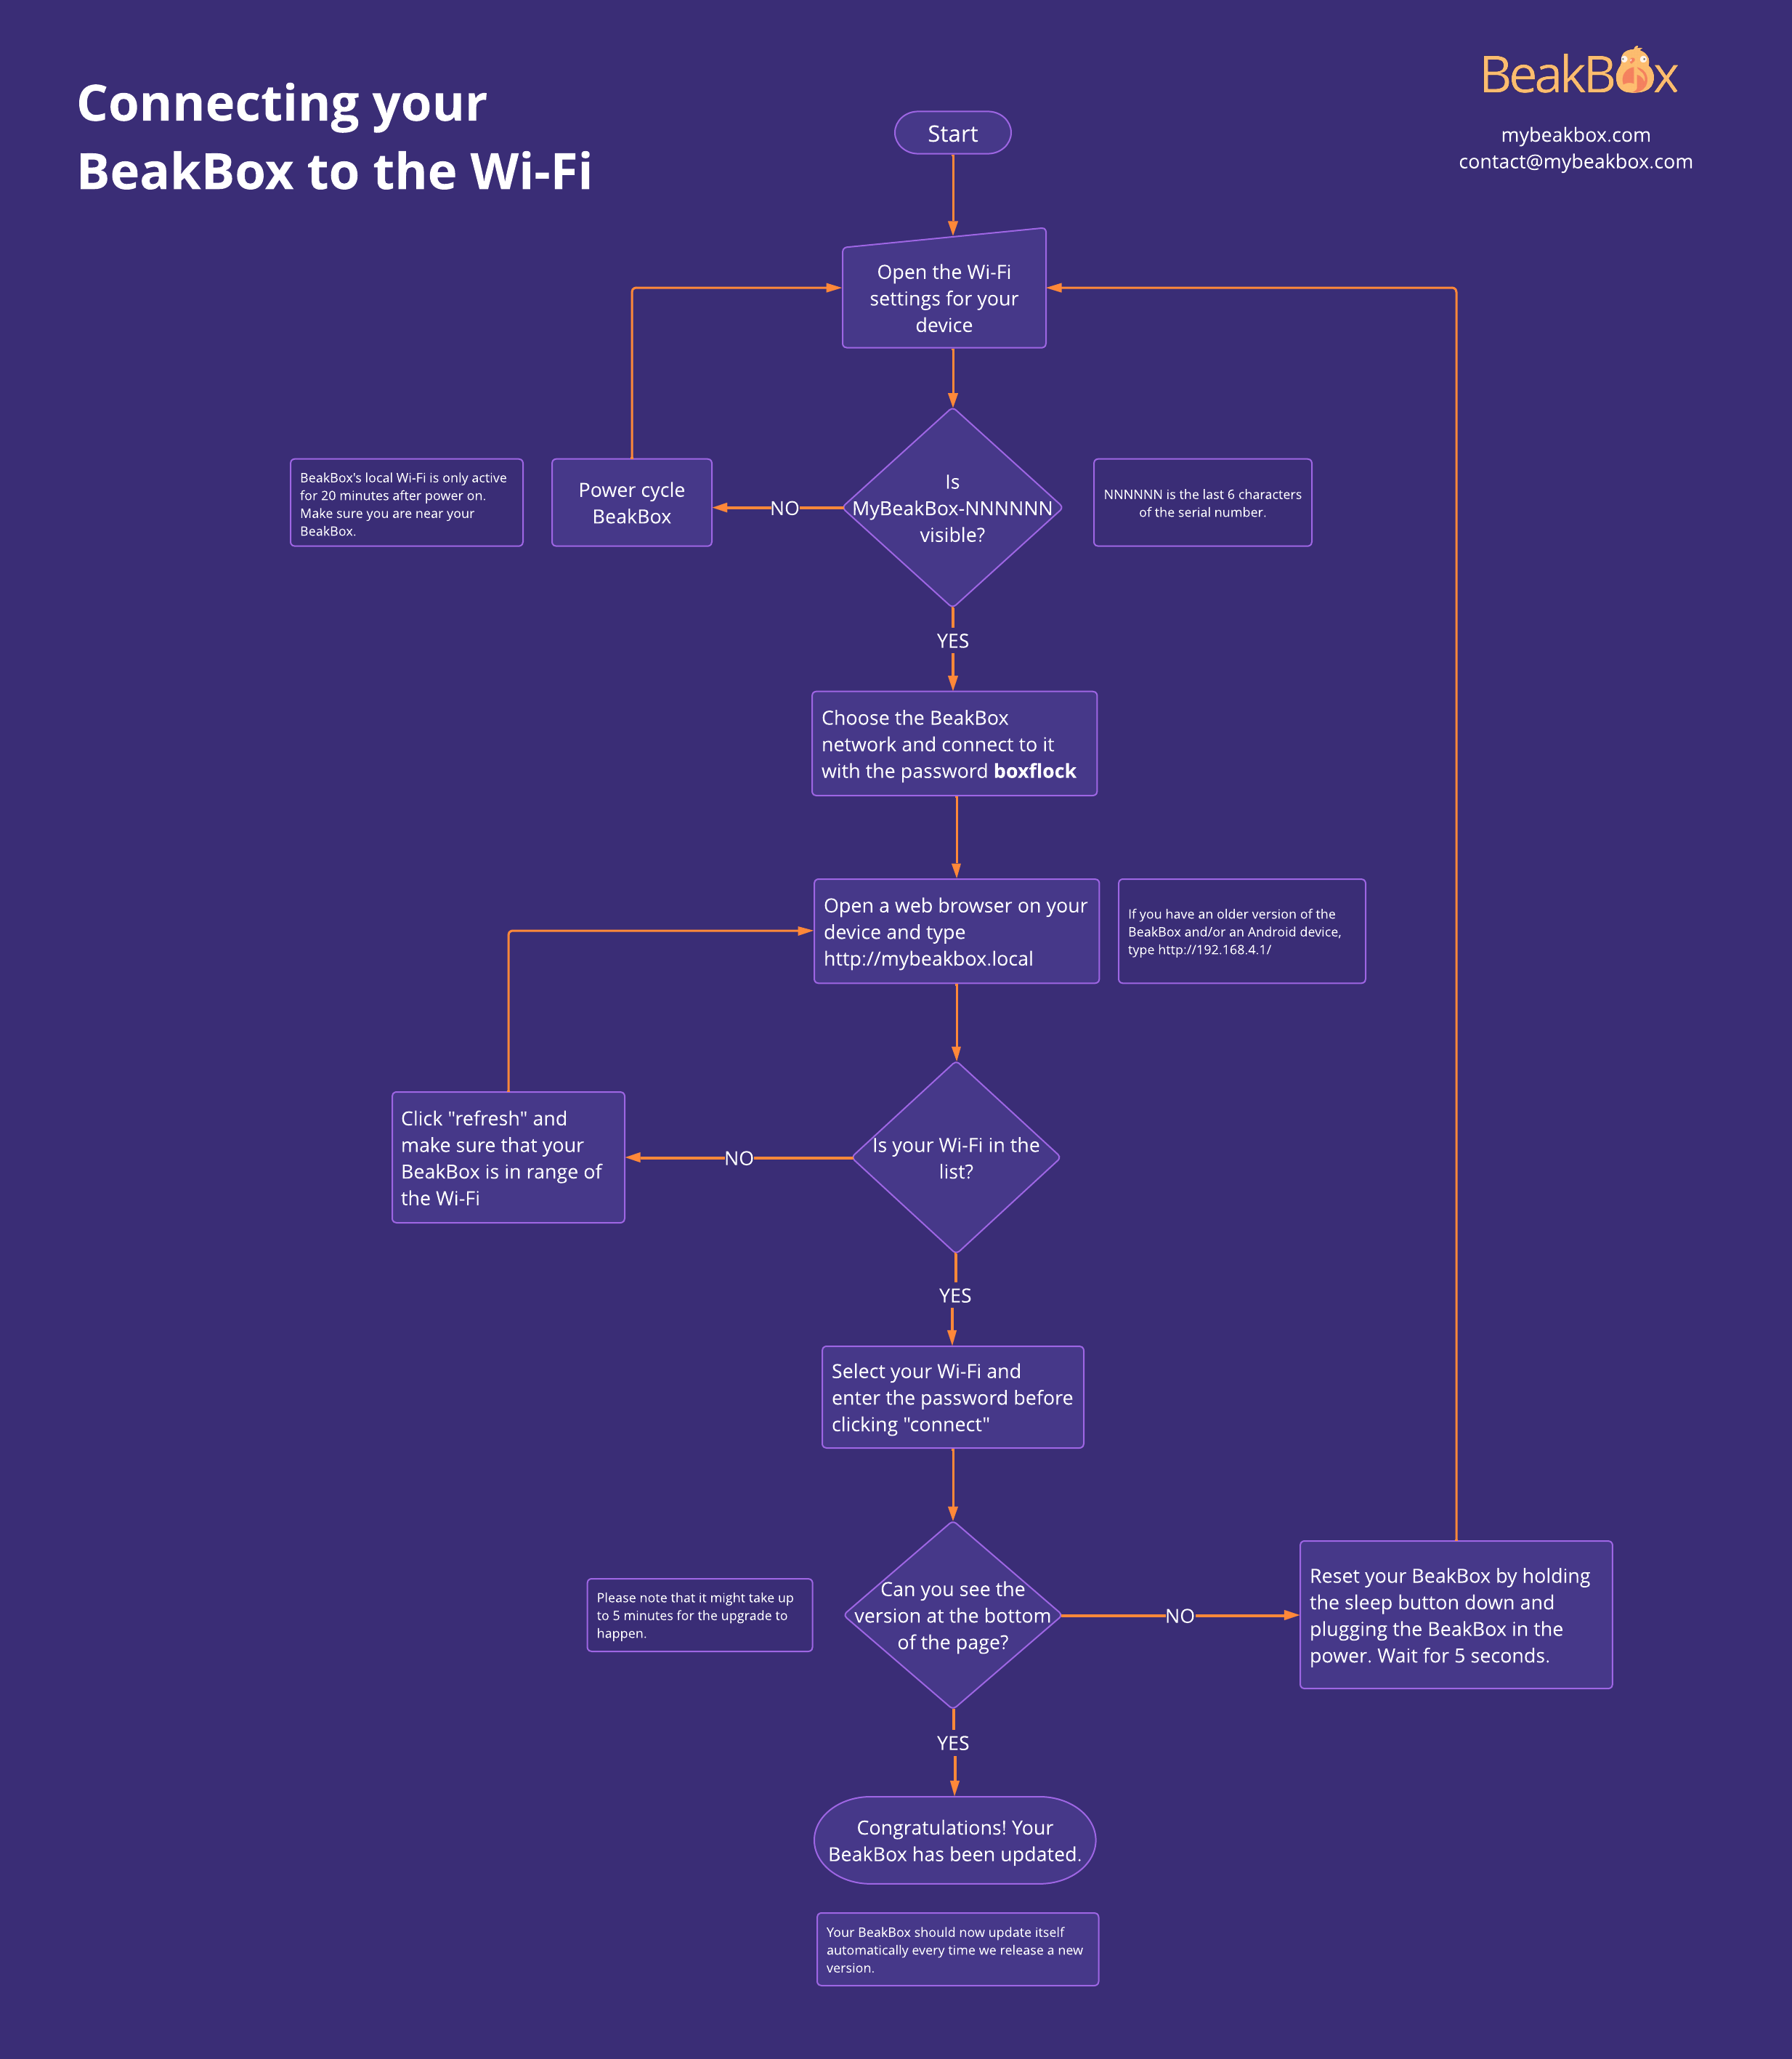 Connecting your
BeakBox to the Wi-Fi
BeakBox
mybeakbox.com
contact@mybeakbox.com
Start
Open the Wi-Fi
settings for your
device
BeakBox's local Wi-Fi is only active
for 20 minutes after power on.
Make sure you are near your
BeakBox.
Power cycle
BeakBox
NO
Is
MyBeakBox-NNNNNN
visible?
NNNNNN is the last 6 characters
of the serial number.
YES
Choose the BeakBox
network and connect to it
with the password boxflock
Open a web browser on your
device and type
http://mybeakbox.local
If you have an older version of the
BeakBox and/or an Android device,
type http://192.168.4.1/
Click "refresh" and
make sure that your
BeakBox is in range of
the Wi-Fi
NO
Is your Wi-Fi in the
list?
YES
Select your Wi-Fi and
enter the password before
clicking "connect"
Please note that it might take up
to 5 minutes for the upgrade to
happen.
Can you see the
version at the bottom
of the page?
NO
Reset your BeakBox by holding
the sleep button down and
plugging the BeakBox in the
power. Wait for 5 seconds.
YES
Congratulations! Your
BeakBox has been updated.
Your BeakBox should now update itself
automatically every time we release a new
version.